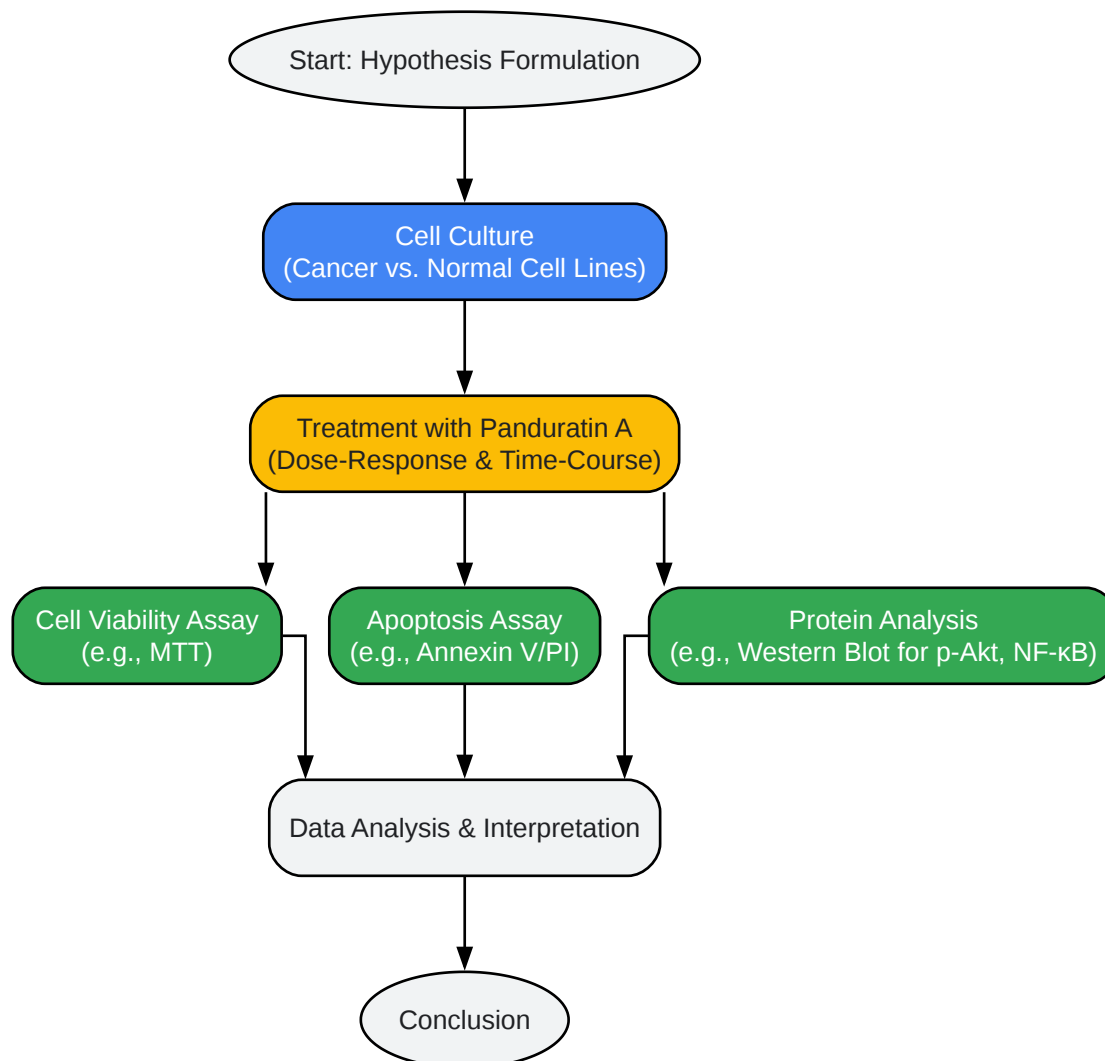 Start: Hypothesis Formulation
Cell Culture
(Cancer vs. Normal Cell Lines)
Treatment with Panduratin A
(Dose-Response & Time-Course)
Cell Viability Assay
(e.g., MTT)
Apoptosis Assay
(e.g., Annexin V/PI)
Protein Analysis
(e.g., Western Blot for p-Akt, NF-κB)
Data Analysis & Interpretation
Conclusion